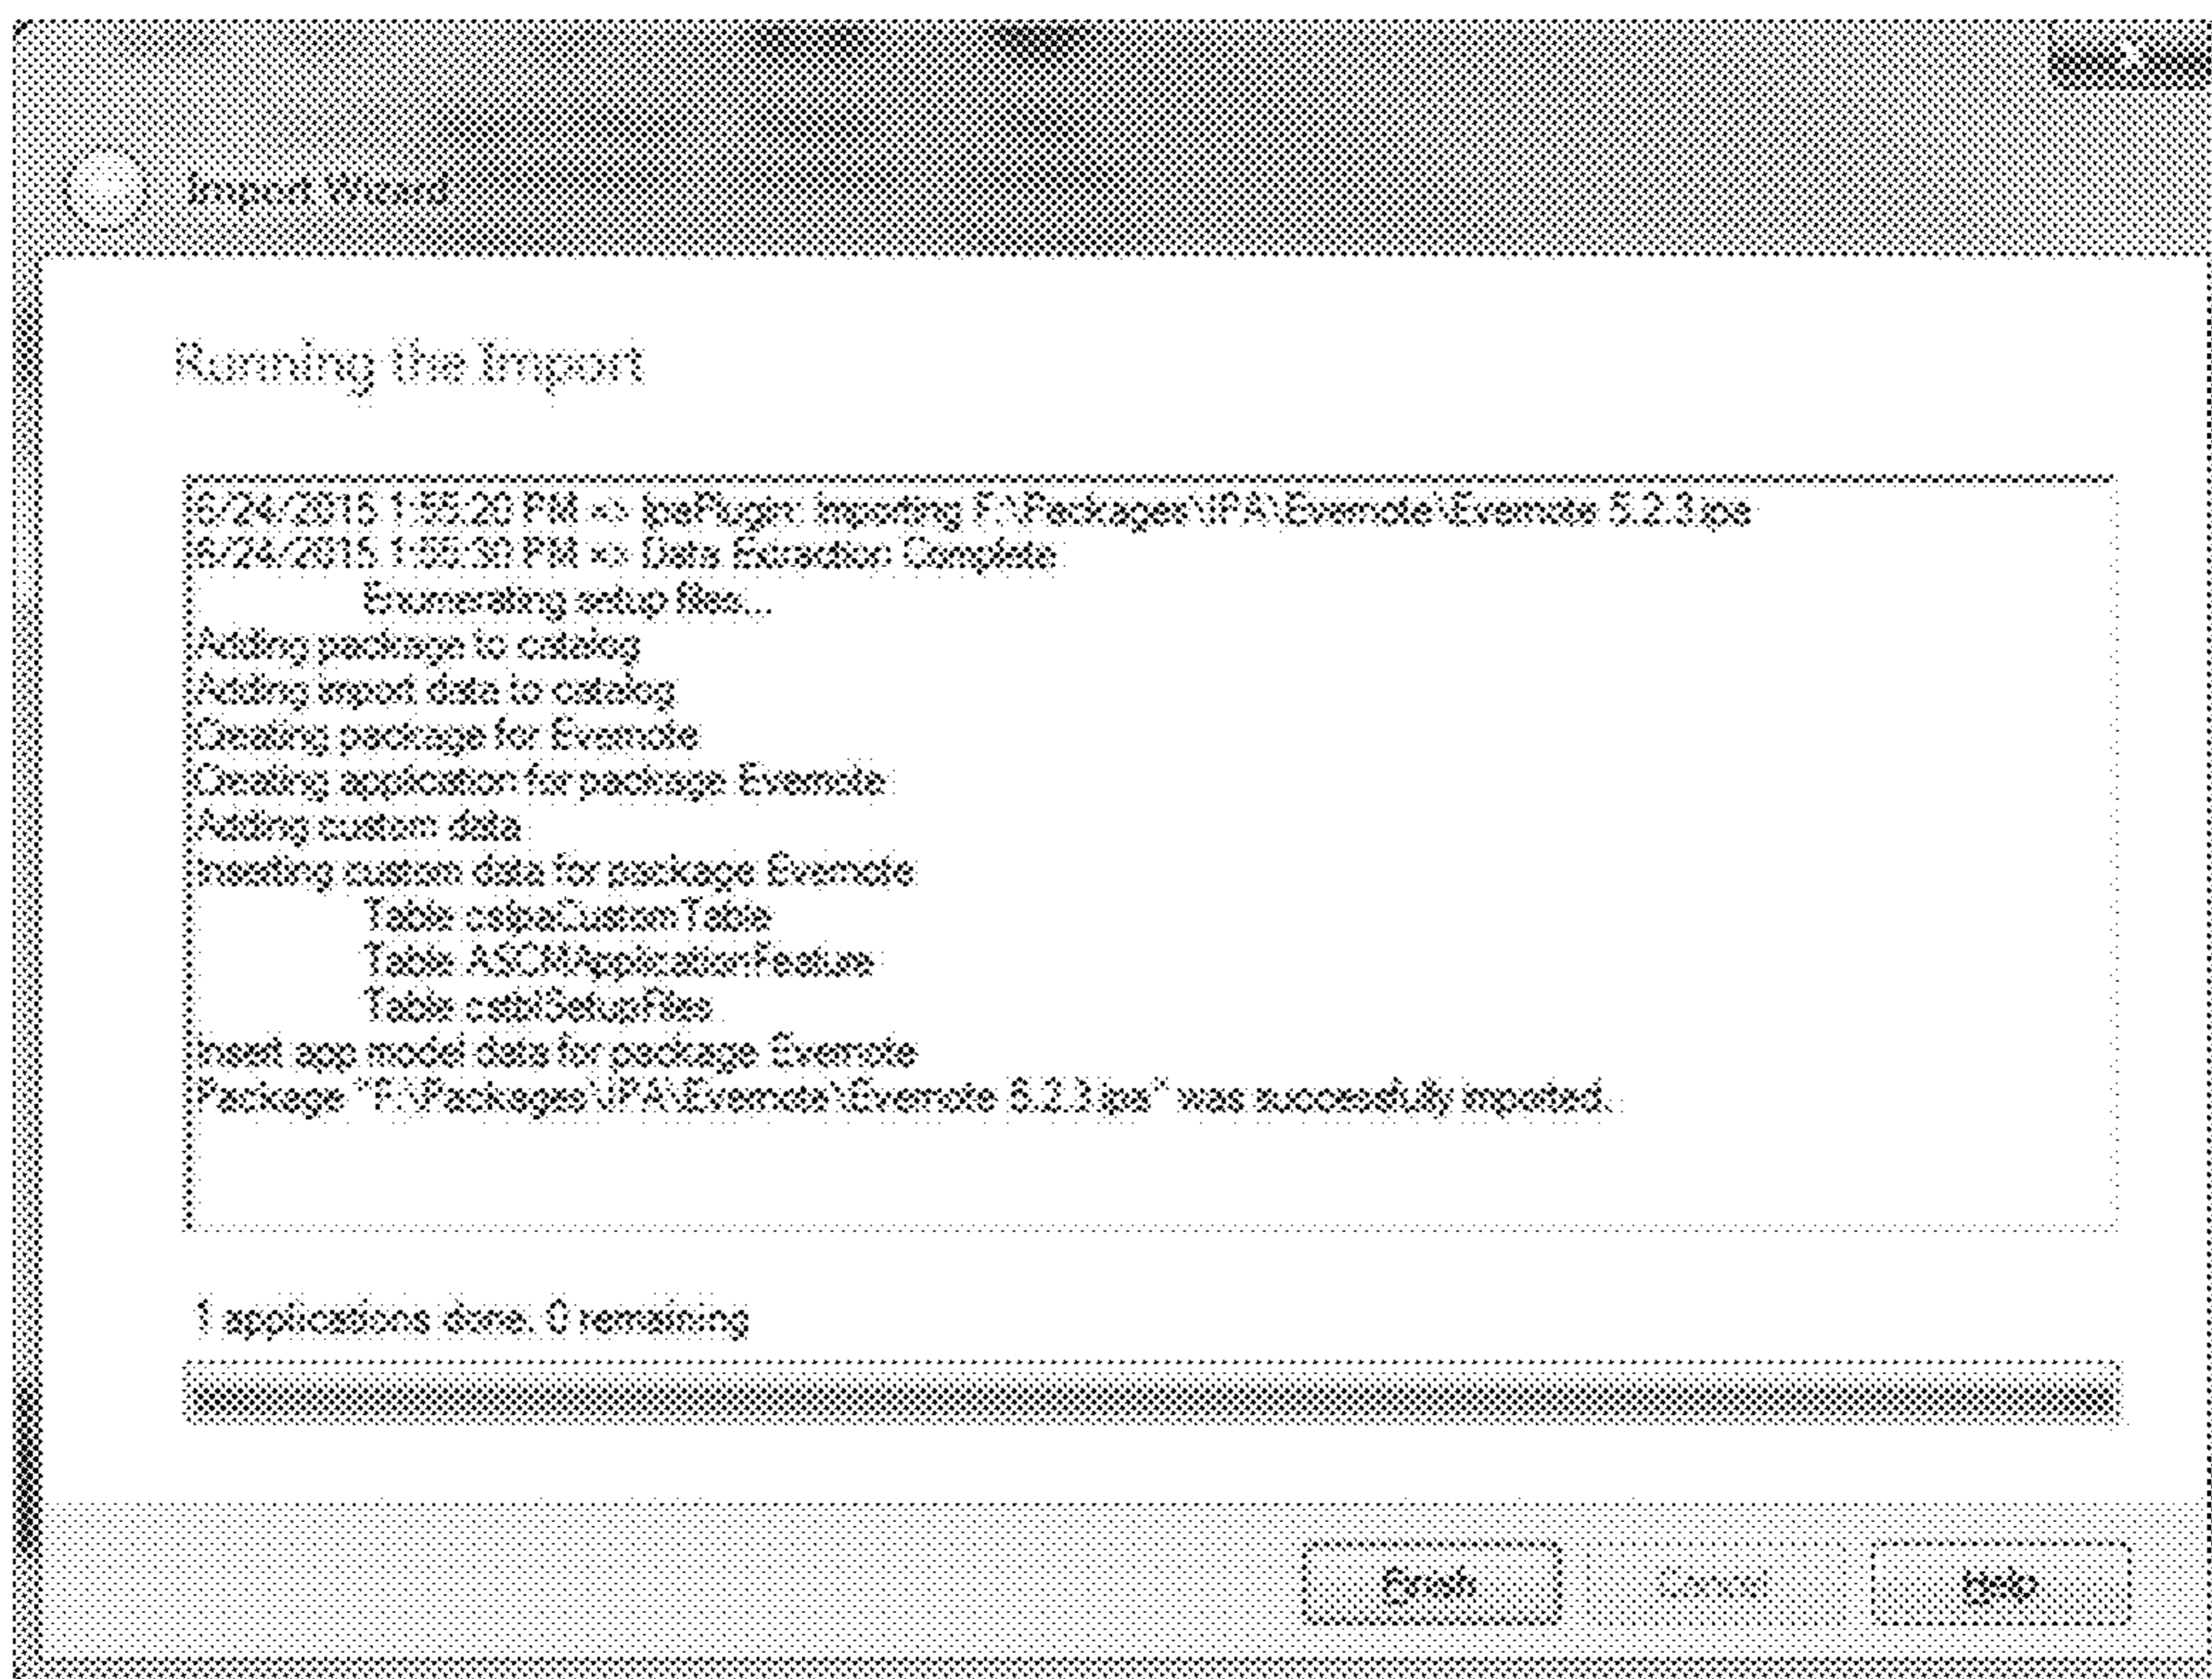 Import Wizard
Running the Import
6/24/2015 1:55:20 PM => IpaPlugin: Importing F:\Packages\IPA\Evernote\Evernote 5.2.3.ipa
6/24/2015 1:55:30 PM => Data Extraction Complete
Enumerating setup files...
Adding package to catalog
Adding import data to catalog
Creating package for Evernote
Creating application for package Evernote
Adding custom data
Inserting custom data for package Evernote
Table
Table ASCMApplicationFeature
Table cstblSetupFiles
Insert app model data for package Evernote
Package "F:\Packages\IPA\Evernote\Evernote 5.2.3.ipa" was successfully imported.
1 applications done. 0 remaining
Finish Cancel Help